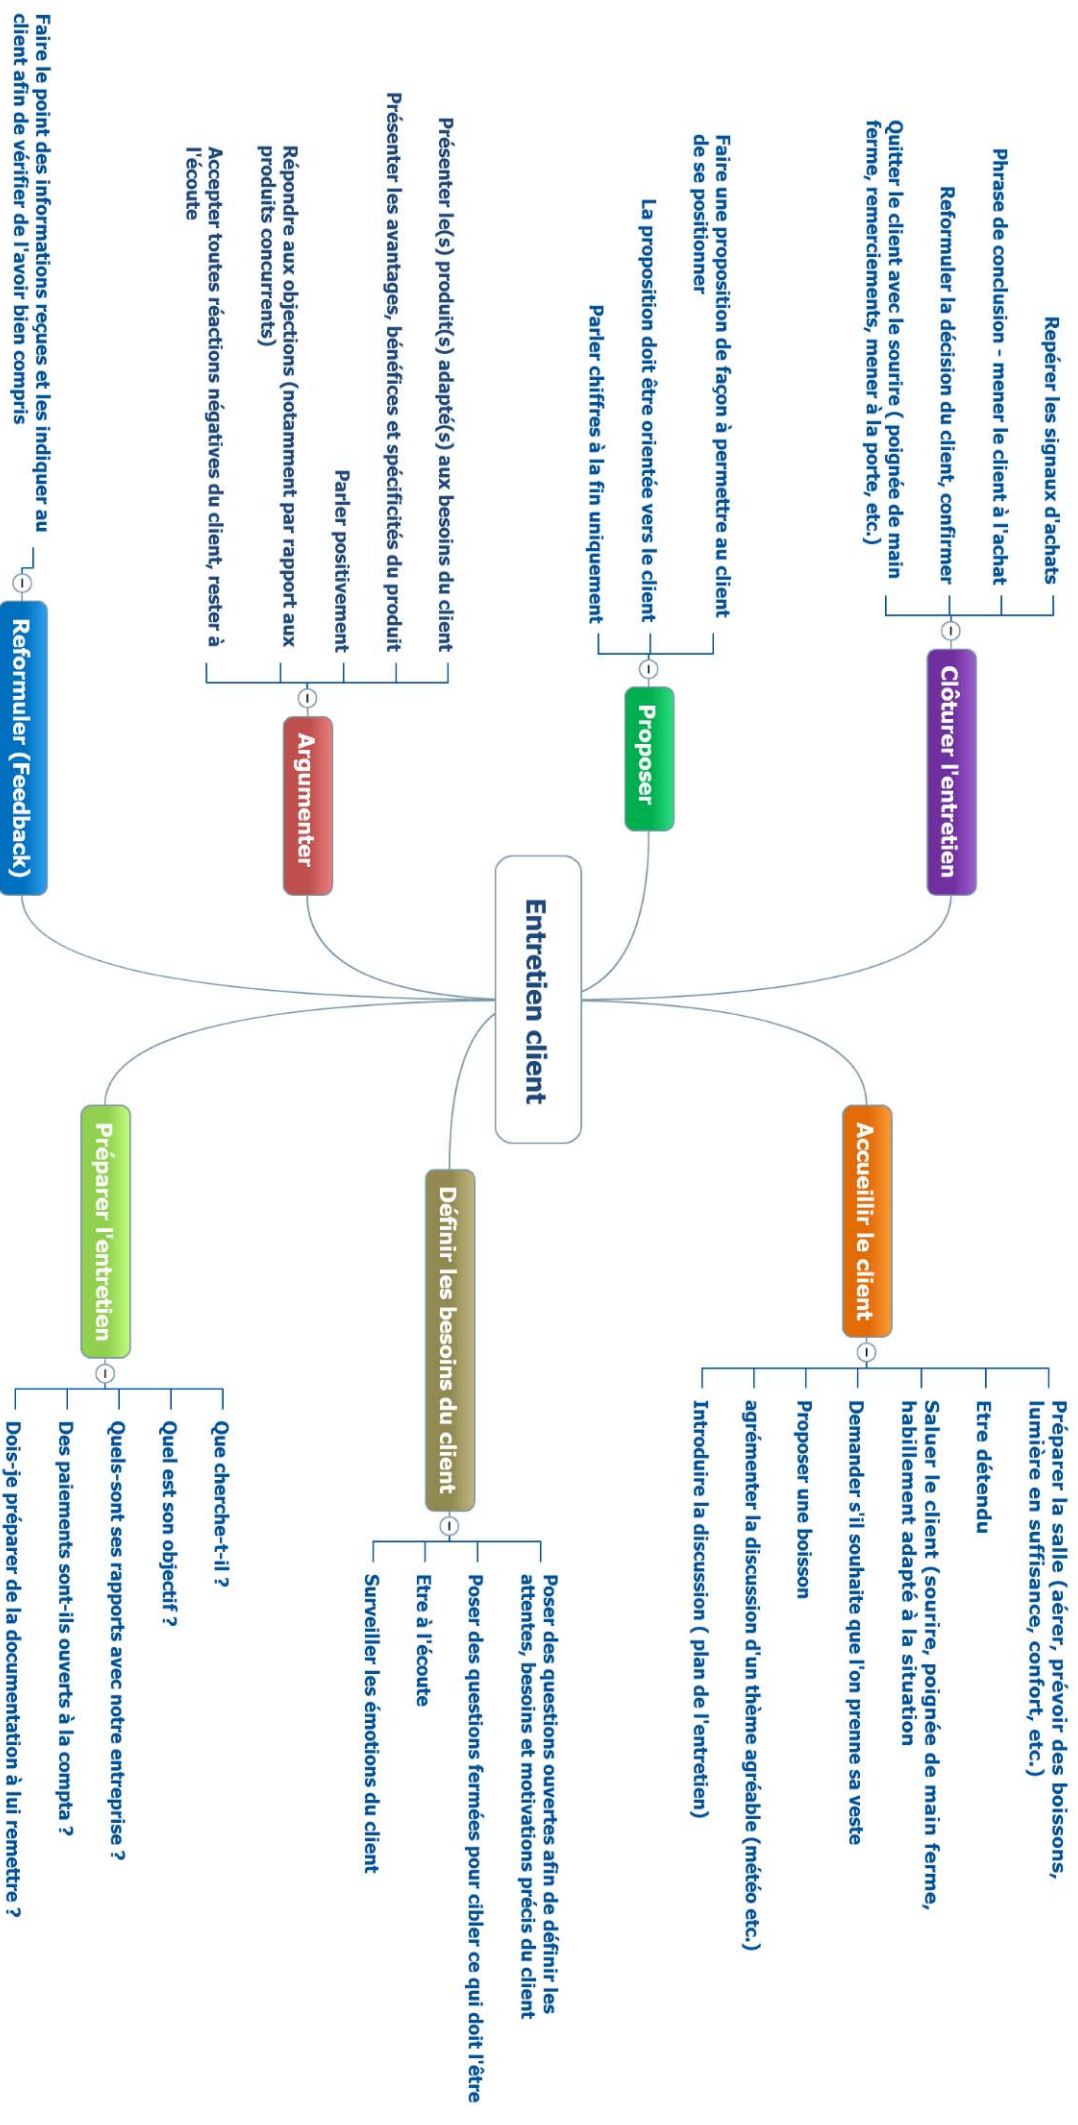 Entretien client
Accueillir le client
Préparer la salle (aérer, prévoir des boissons,
lumière en suffisance, confort, etc.)
Etre détendu
Saluer le client (sourire, poignée de main ferme,
habillement adapté à la situation
Demander s'il souhaite que l'on prenne sa veste
Proposer une boisson
agrémenter la discussion d'un thème agréable (météo etc.)
Introduire la discussion ( plan de l'entretien)
Définir les besoins du client
Poser des questions ouvertes afin de définir les
attentes, besoins et motivations précis du client
Poser des questions fermées pour cibler ce qui doit l'être
Etre à l'écoute
Surveiller les émotions du client
Préparer l'entretien
Que cherche-t-il ?
Quel est son objectif ?
Quels-sont ses rapports avec notre entreprise ?
Des paiements sont-ils ouverts à la compta ?
Dois-je préparer de la documentation à lui remettre ?
Clôturer l'entretien
Repérer les signaux d'achats
Phrase de conclusion - mener le client à l'achat
Reformuler la décision du client, confirmer
Quitter le client avec le sourire ( poignée de main
ferme, remerciements, mener à la porte, etc.)
Proposer
Faire une proposition de façon à permettre au client
de se positionner
La proposition doit être orientée vers le client
Parler chiffres à la fin uniquement
Argumenter
Présenter le(s) produit(s) adapté(s) aux besoins du client
Présenter les avantages, bénéfices et spécificités du produit
Parler positivement
Répondre aux objections (notamment par rapport aux
produits concurrents)
Accepter toutes réactions négatives du client, rester à
l'écoute
Reformuler (Feedback)
Faire le point des informations reçues et les indiquer au
client afin de vérifier de l'avoir bien compris